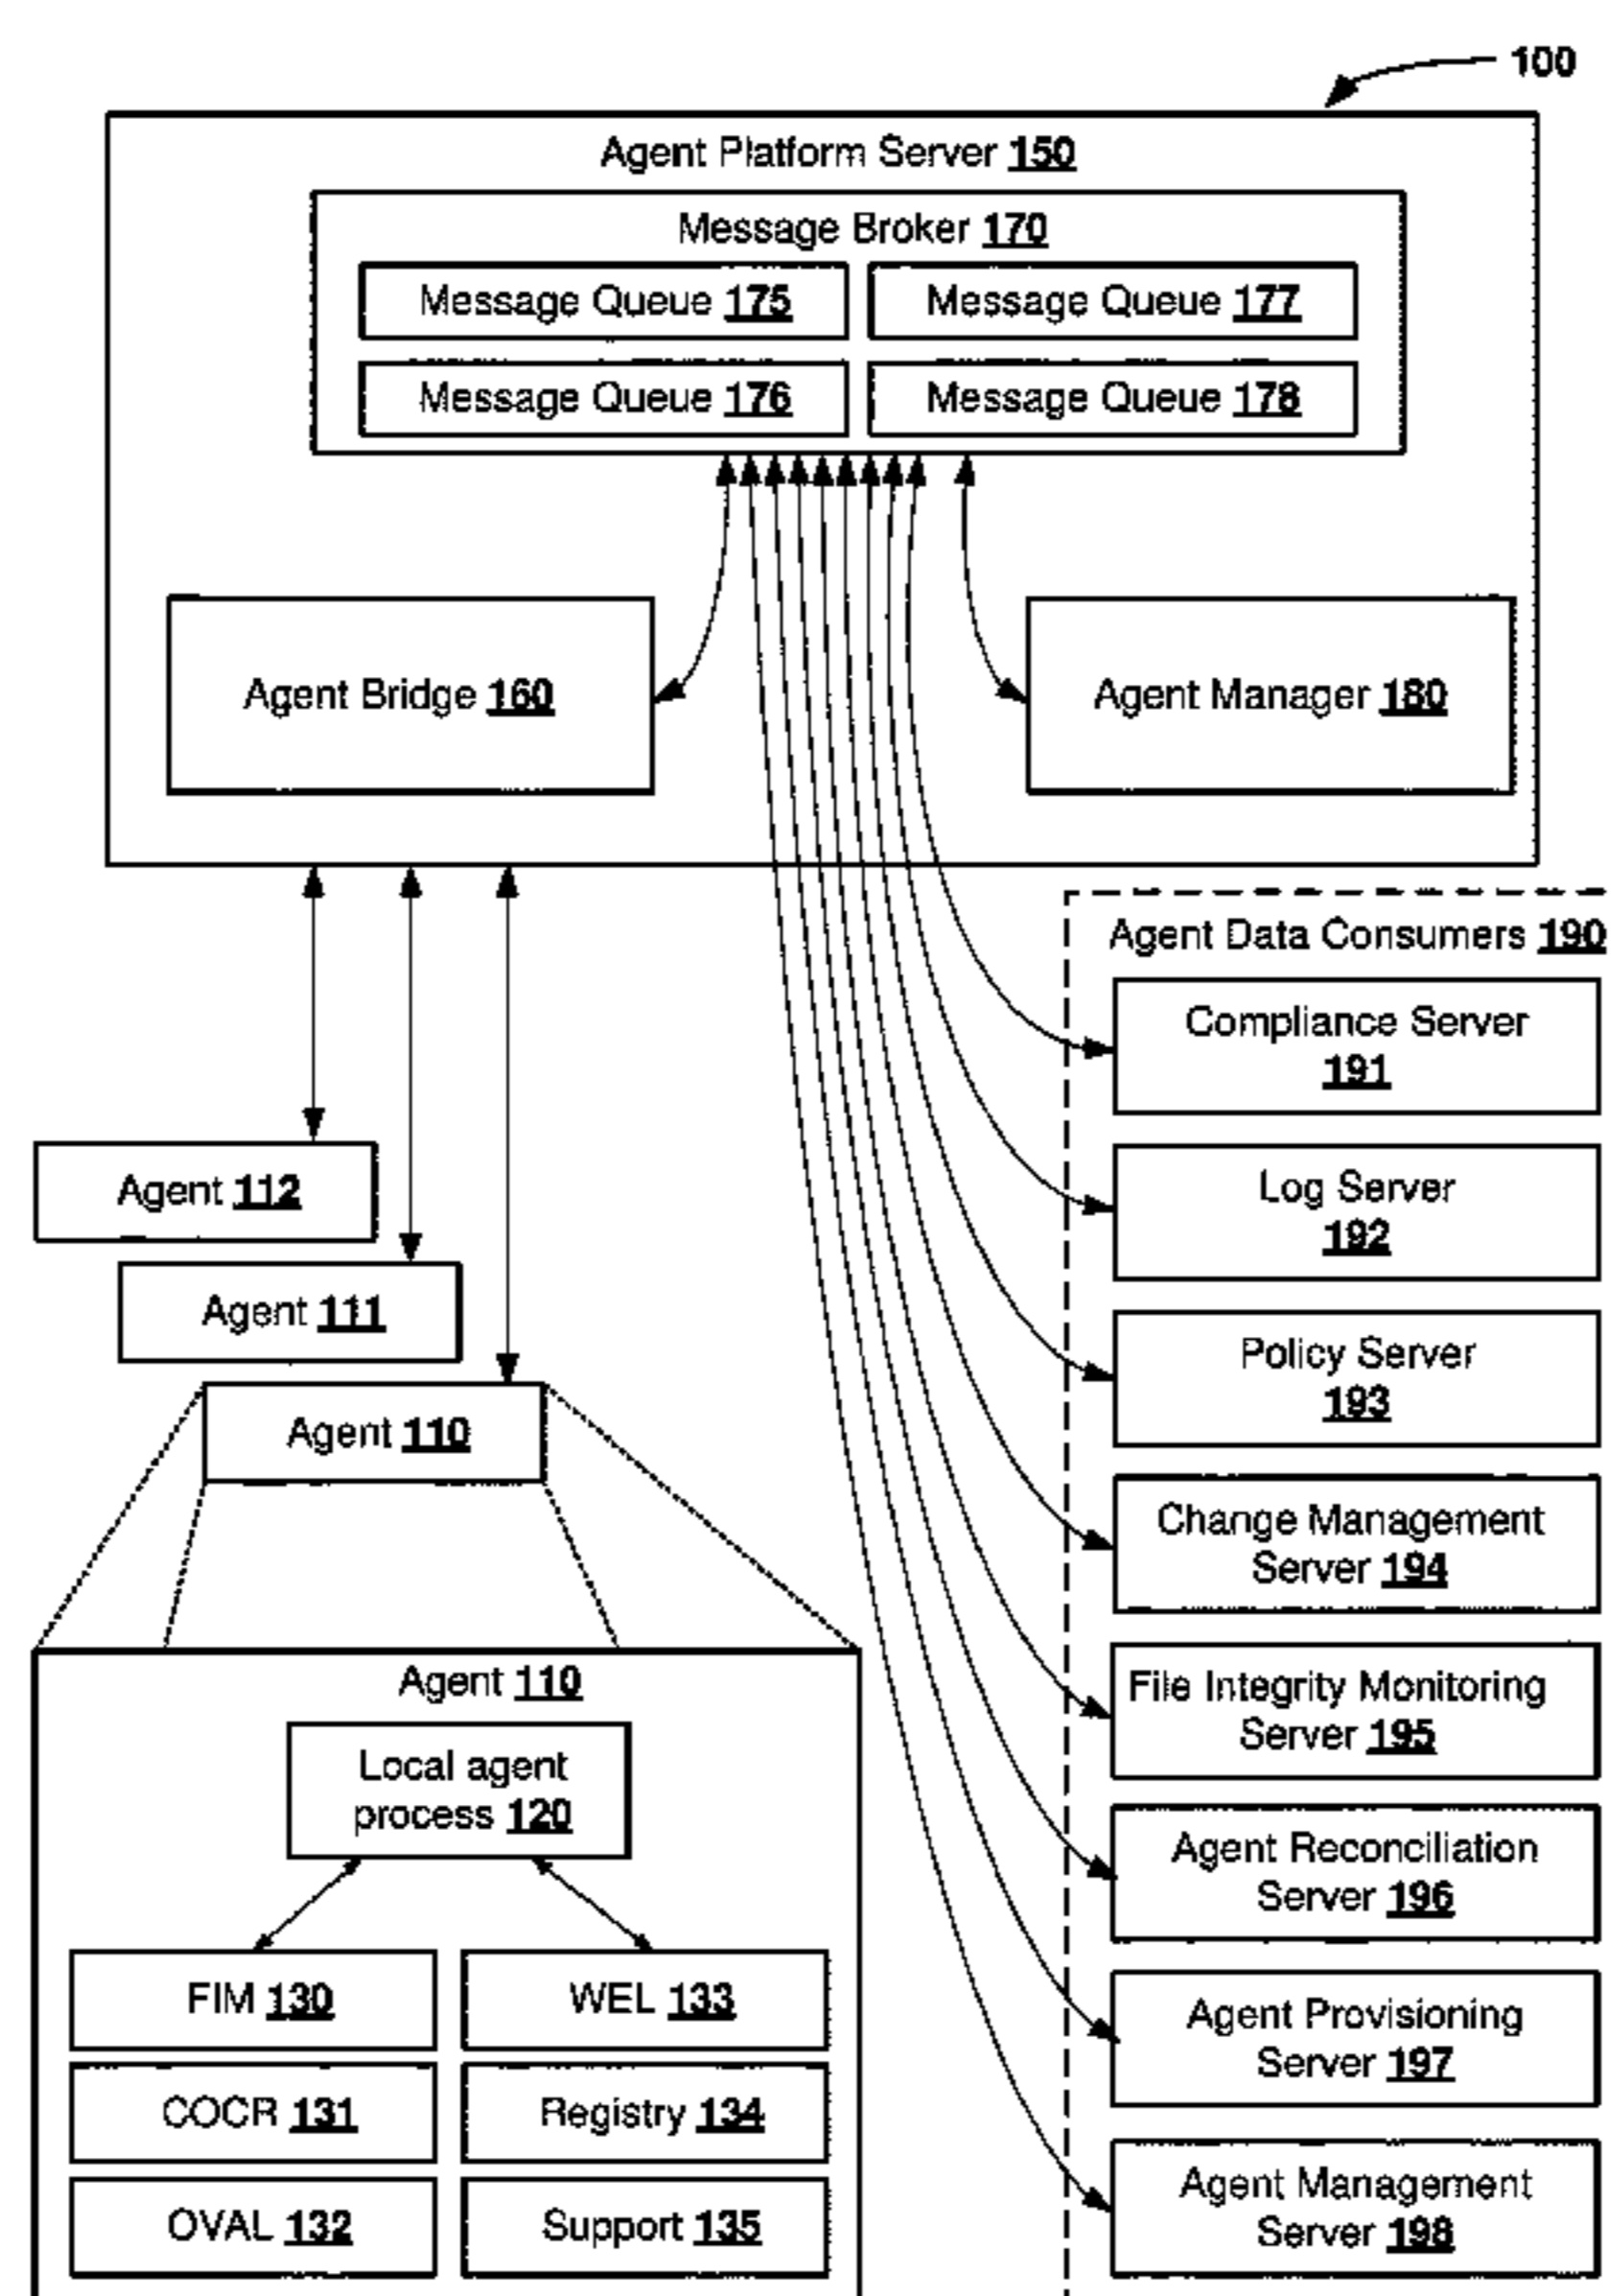 100
Agent Platform Server 150
Message Broker 170
Message Queue 175
Message Queue 177
Message Queue 176
Message Queue 178
Agent Bridge 160
Agent Manager 180
Agent Data Consumers 190
Compliance Server
191
Log Server
192
Policy Server
193
Change Management
Server 194
File Integrity Monitoring
Server 195
Agent Reconciliation
Server 196
Agent Provisioning
Server 197
Agent Management
Server 198
Agent 112
Agent 111
Agent 110
Agent 110
Local agent
process 120
FIM 130
WEL 133
COCR 131
Registry 134
OVAL 132
Support 135